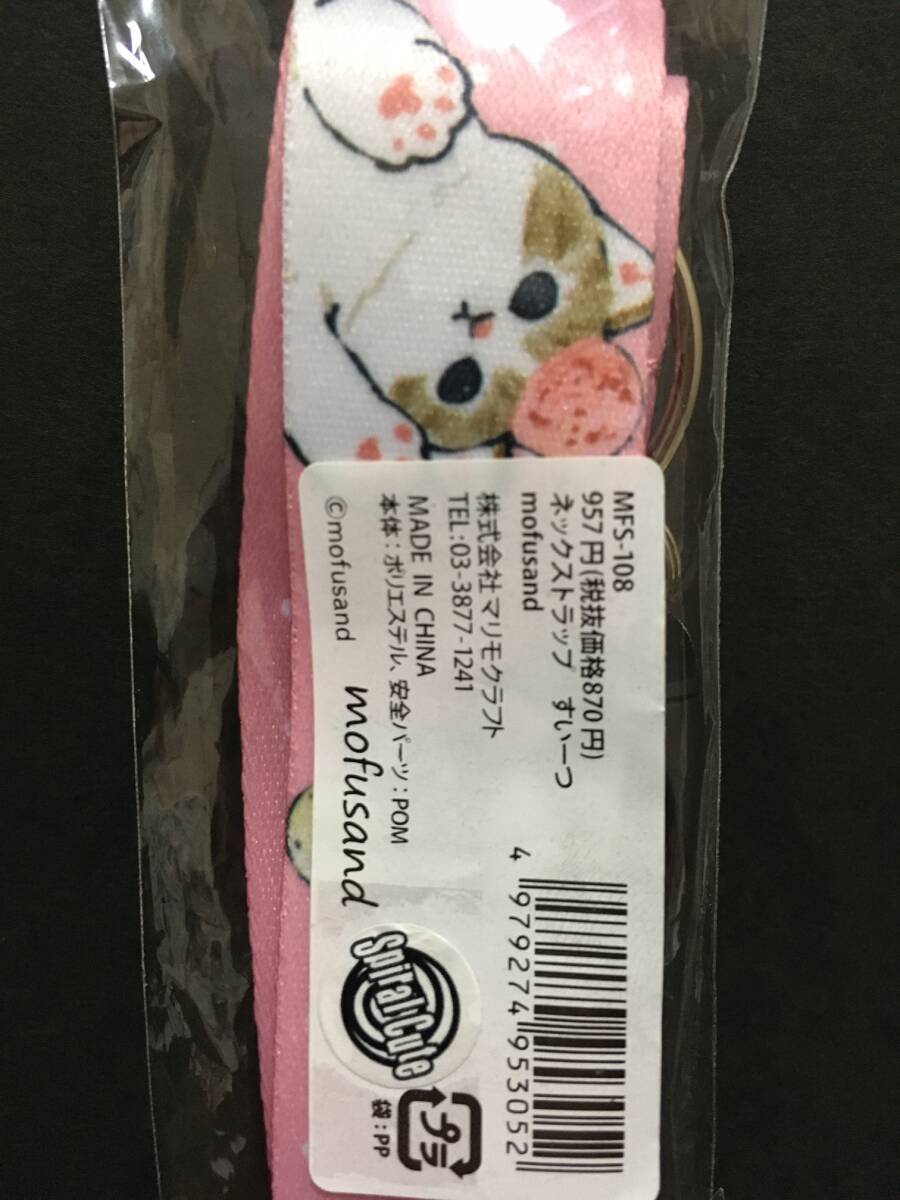 MFS-108
957円(税抜価格870円)
ネックストラップ　すいーつ
mofusand
株式会社マリモクラフト
TEL:03-3877-1241
MADE IN CHINA
本体：ポリエステル、安全パーツ：POM
©mofusand
mofusand
4 979274 953052
Spiral Cute
プラ
袋：PP